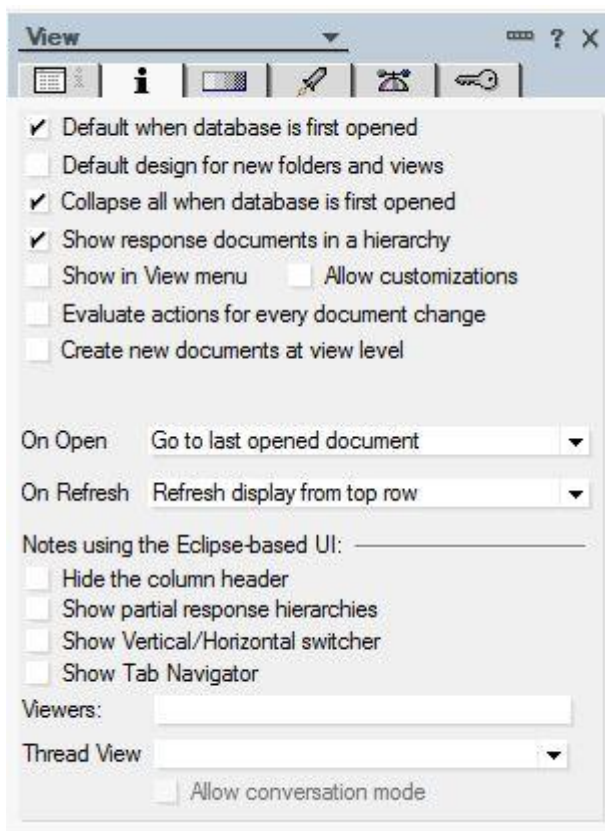 View
? X
i
Default when database is first opened
Default design for new folders and views
Collapse all when database is first opened
Show response documents in a hierarchy
Show in View menu Allow customizations
Evaluate actions for every document change
Create new documents at view level
On Open Go to last opened document
On Refresh Refresh display from top row
Notes using the Eclipse-based UI:
Hide the column header
Show partial response hierarchies
Show Vertical/Horizontal switcher
Show Tab Navigator
Viewers:
Thread View
Allow conversation mode